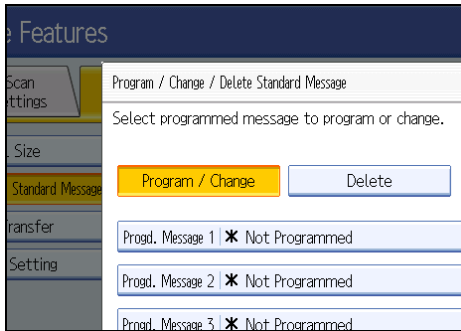 e Features
Scan
ttings
Program / Change / Delete Standard Message
Select programmed message to program or change.
Size
Standard Message
Program / Change
Delete
ransfer
Progd. Message 1 ✱ Not Programmed
Setting
Progd. Message 2 ✱ Not Programmed
Progd. Message 3 ✱ Not Programmed